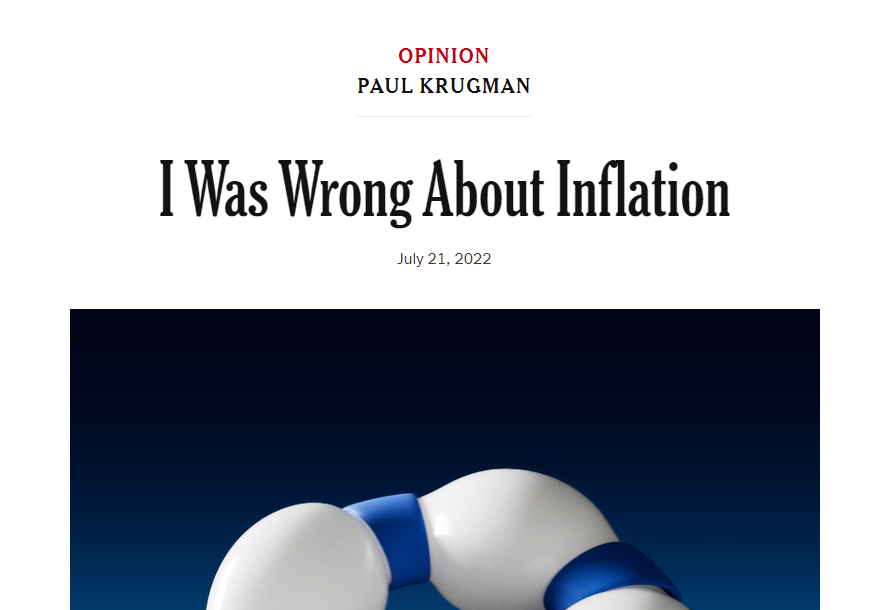 OPINION
PAUL KRUGMAN
I Was Wrong About Inflation
July 21, 2022